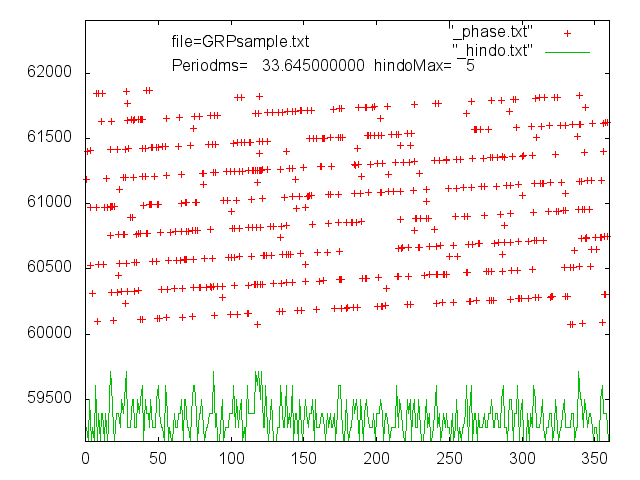 "_phase.txt"
file=GRPsample.txt
"_hindo.txt"
Periodms= 33.645000000 hindoMax= 5
62000
61500
61000
60500
60000
59500
0 50 100 150 200 250 300 350